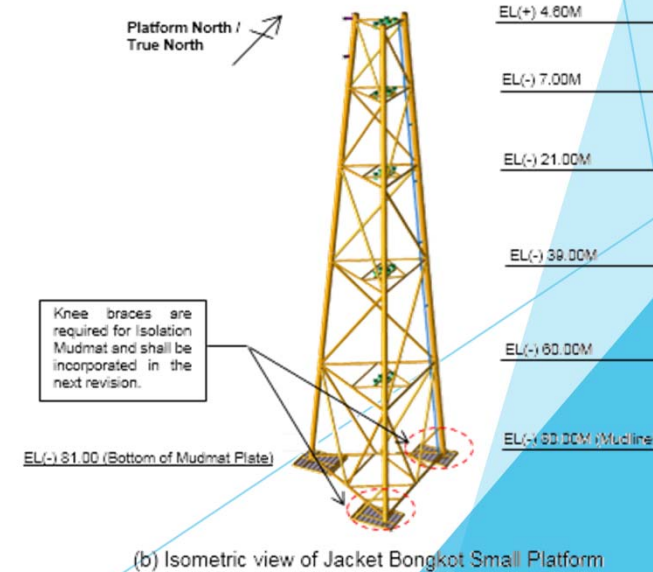 Platform North /
True North
EL(+) 4.60M
EL(-) 7.00M
EL(-) 21.00M
EL(-) 39.00M
Knee braces are
required for Isolation
Mudmat and shall be
incorporated in the
next revision.
EL(-) 60.00M
EL(-) 80.00M (Mudline
EL(-) 81.00 (Bottom of Mudmat Plate)
(b) Isometric view of Jacket Bongkot Small Platform